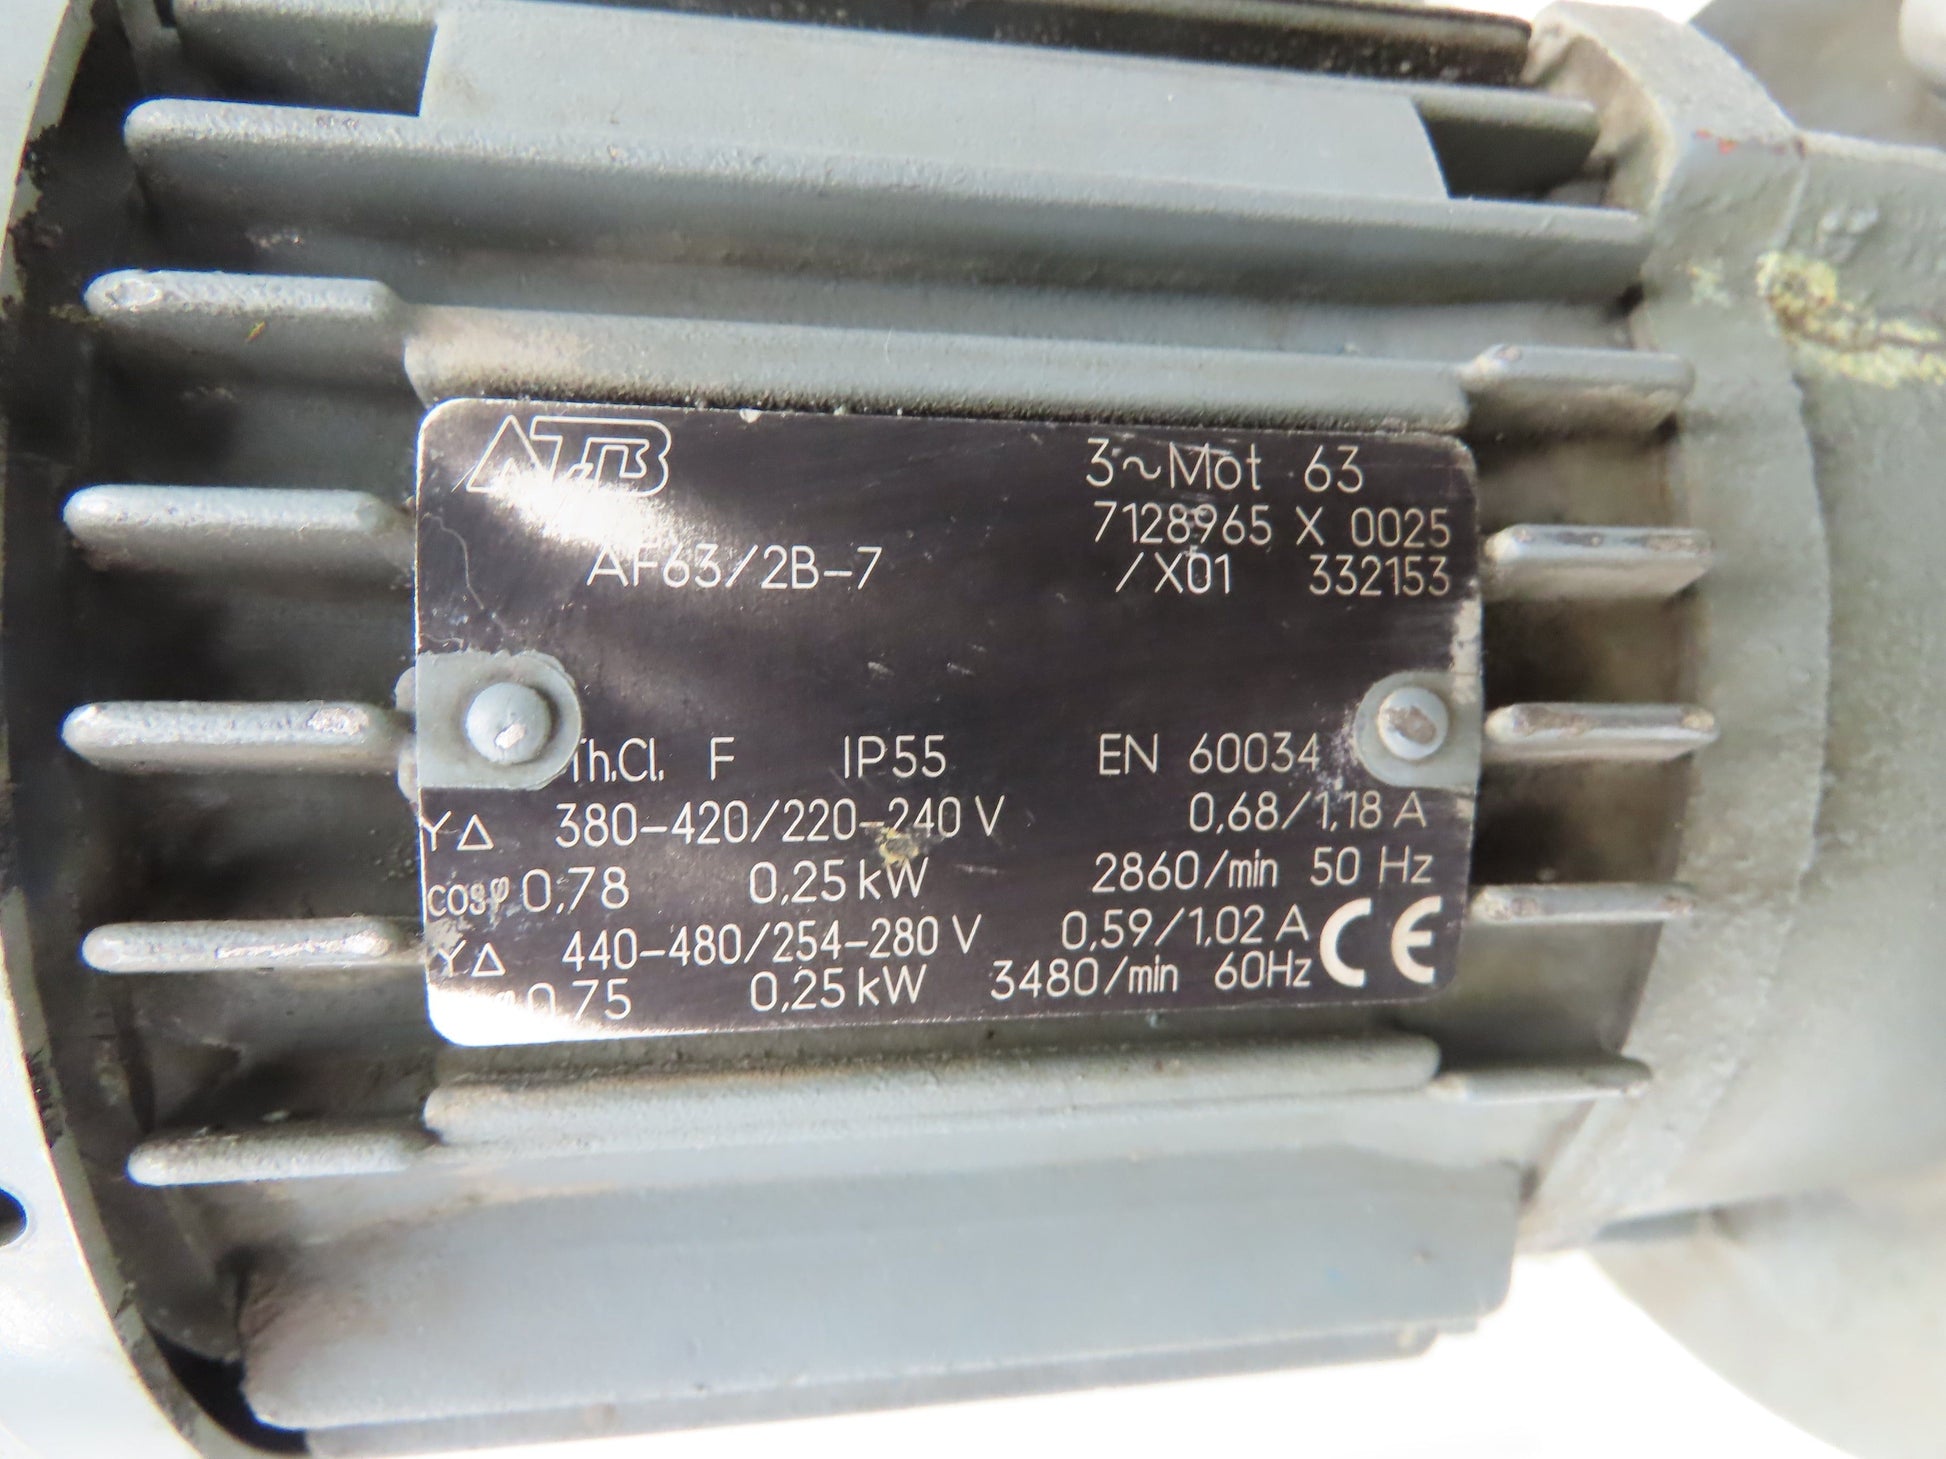 ATB 3~Mot 63
7128965 X 0025
AF63/2B-7 /X01 332153
Th.Cl. F IP55 EN 60034
Y△ 380-420/220-240 V 0,68/1,18 A
cosφ 0,78 0,25 kW 2860/min 50 Hz
Y△ 440-480/254-280 V 0,59/1,02 A CE
φ 0,75 0,25 kW 3480/min 60Hz